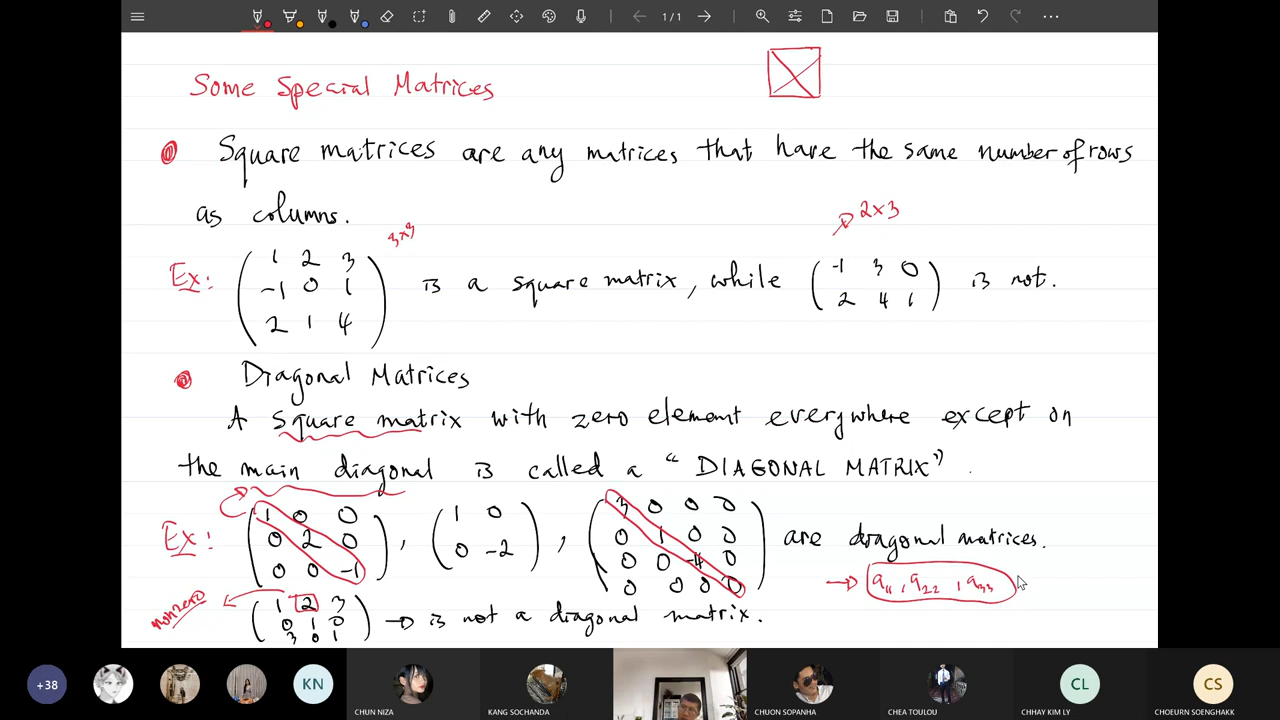 1 / 1
Some Special Matrices
Square matrices are any matrices that have the same number of rows
as columns.
3x3
2x3
Ex: ( 1 2 3 / -1 0 1 / 2 1 4 ) is a square matrix, while ( -1 3 0 / 2 4 1 ) is not.
Diagonal Matrices
A square matrix with zero element everywhere except on
the main diagonal is called a "DIAGONAL MATRIX".
Ex: ( 1 0 0 / 0 2 0 / 0 0 -1 ), ( 1 0 / 0 -2 ), ( 3 0 0 0 / 0 1 0 0 / 0 0 -4 0 / 0 0 0 0 ) are diagonal matrices.
→ a₁₁, a₂₂, a₃₃
nonzero
( 1 2 3 / 0 1 0 / 3 0 1 ) → is not a diagonal matrix.
+38
KN
CHUN NIZA
KANG SOCHANDA
CHUON SOPANHA
CHEA TOULOU
CL
CHHAY KIM LY
CS
CHOEURN SOENGHAKK